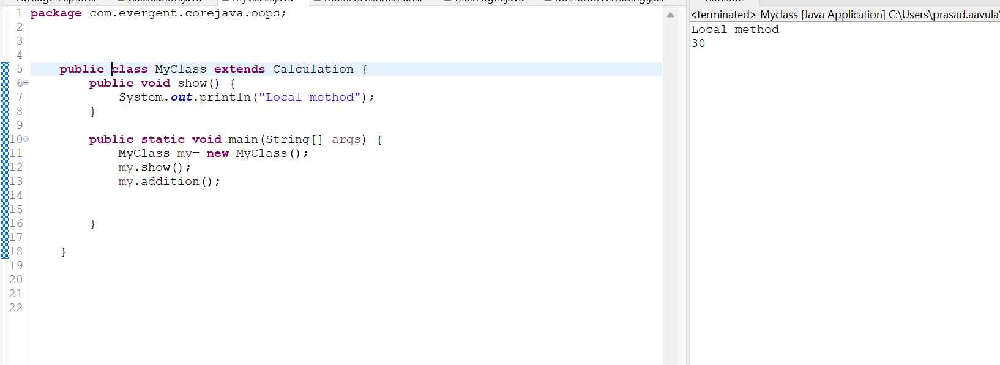 1 package com.evergent.corejava.oops;
2
3
4
5 public class MyClass extends Calculation {
6 public void show() {
7 System.out.println("Local method");
8 }
9
10 public static void main(String[] args) {
11 MyClass my= new MyClass();
12 my.show();
13 my.addition();
14
15
16 }
17
18 }
19
20
21
22
<terminated> Myclass [Java Application] C:\Users\prasad.aavula\
Local method
30